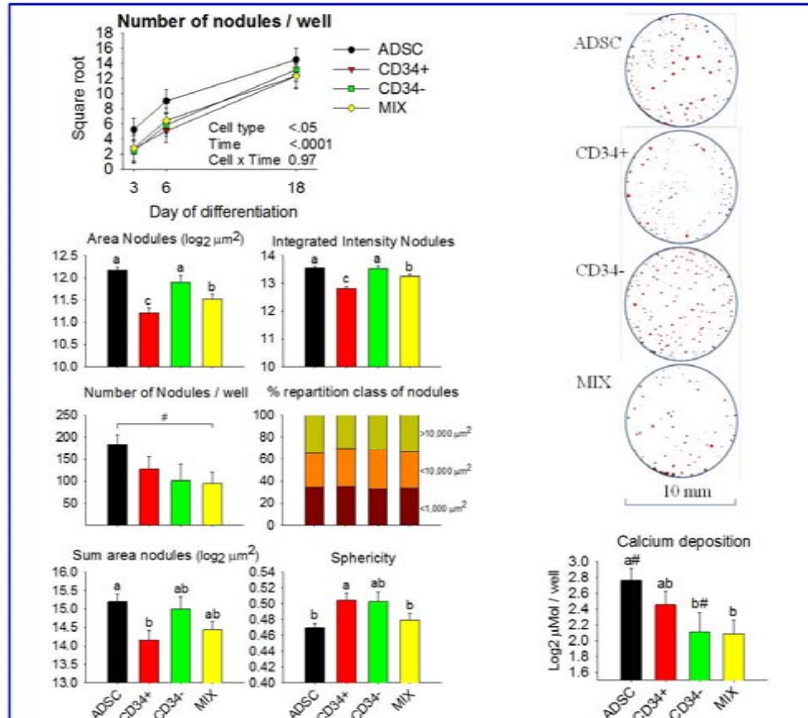 Number of nodules / well
18
16
14
12
10
8
6
4
2
0
Square root
ADSC
CD34+
CD34-
MIX
Cell type <.05
Time <.0001
Cell x Time 0.97
3 6 18
Day of differentiation
Area Nodules (log2 µm2)
12.5
12.0
11.5
11.0
10.5
10.0
a c a b
Integrated Intensity Nodules
14
13
12
11
10
a c a b
Number of Nodules / well
250
200
150
100
50
#
% repartition class of nodules
100
80
60
40
20
0
>10,000 µm2
<10,000 µm2
<1,000 µm2
Sum area nodules (log2 µm2)
16.0
15.5
15.0
14.5
14.0
13.5
13.0
a b ab ab
ADSC CD34+ CD34- MIX
Sphericity
0.54
0.52
0.50
0.48
0.46
0.44
0.42
0.40
b a ab b
ADSC CD34+ CD34- MIX
ADSC
CD34+
CD34-
MIX
10 mm
Calcium deposition
3.0
2.8
2.6
2.4
2.2
2.0
1.8
1.6
Log2 µMol / well
a# ab b# b
ADSC CD34+ CD34- MIX